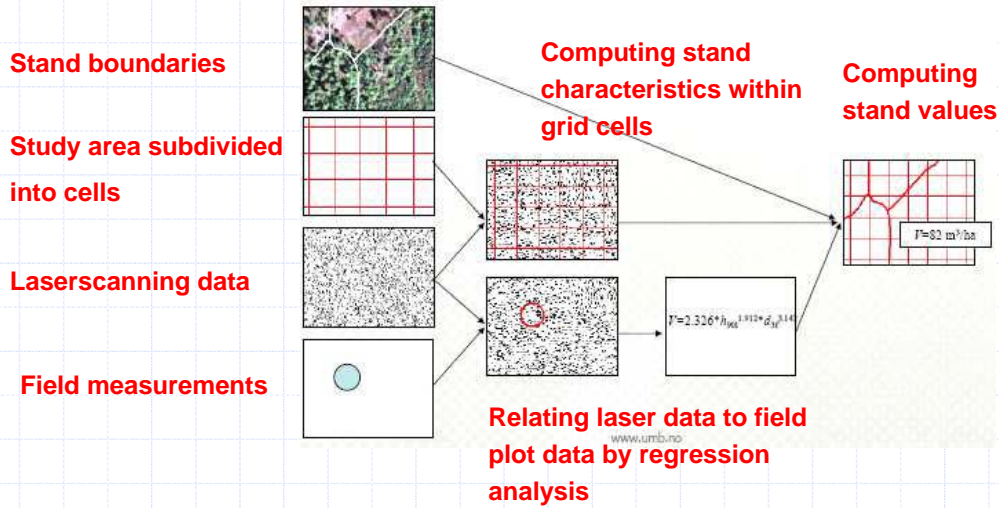 Stand boundaries
Study area subdivided
into cells
Laserscanning data
Field measurements
Computing stand
characteristics within
grid cells
Computing
stand values
V=82 m³/ha
Relating laser data to field
plot data by regression
analysis
www.umb.no